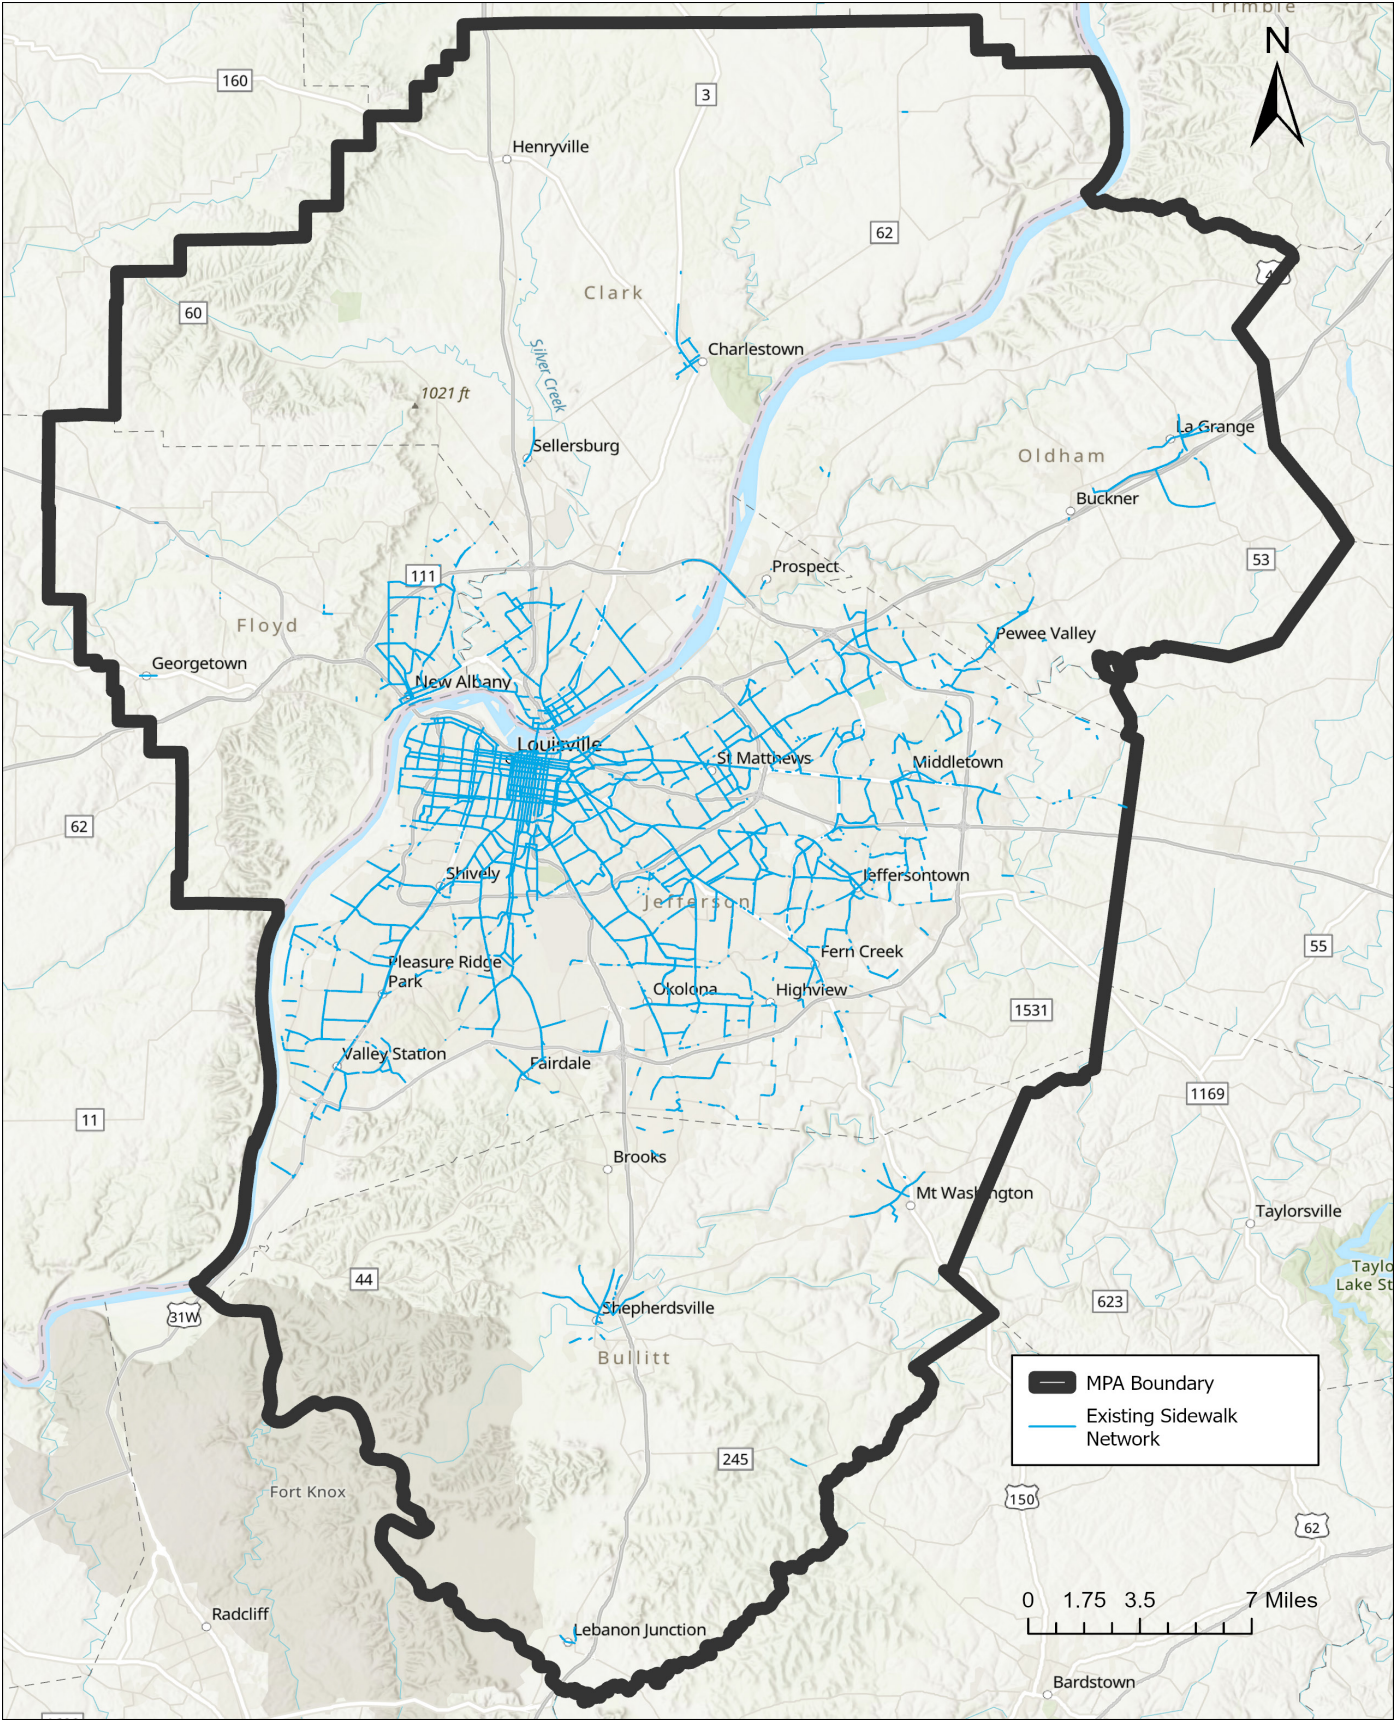 Trimble
N
160
3
Henryville
62
Clark
60
Silver Creek
Charlestown
1021 ft
La Grange
Sellersburg
Oldham
Buckner
Prospect
111
53
Floyd
Pewee Valley
Georgetown
New Albany
Louisville
St Matthews
Middletown
62
Shively
Jeffersontown
Jefferson
55
Fern Creek
Pleasure Ridge
Park
Okolona
Highview
1531
Valley Station
Fairdale
1169
11
Brooks
Mt Washington
Taylorsville
44
Taylo
Lake St
623
31W
Shepherdsville
Bullitt
MPA Boundary
Existing Sidewalk
Network
245
Fort Knox
150
62
0 1.75 3.5 7 Miles
Radcliff
Lebanon Junction
Bardstown